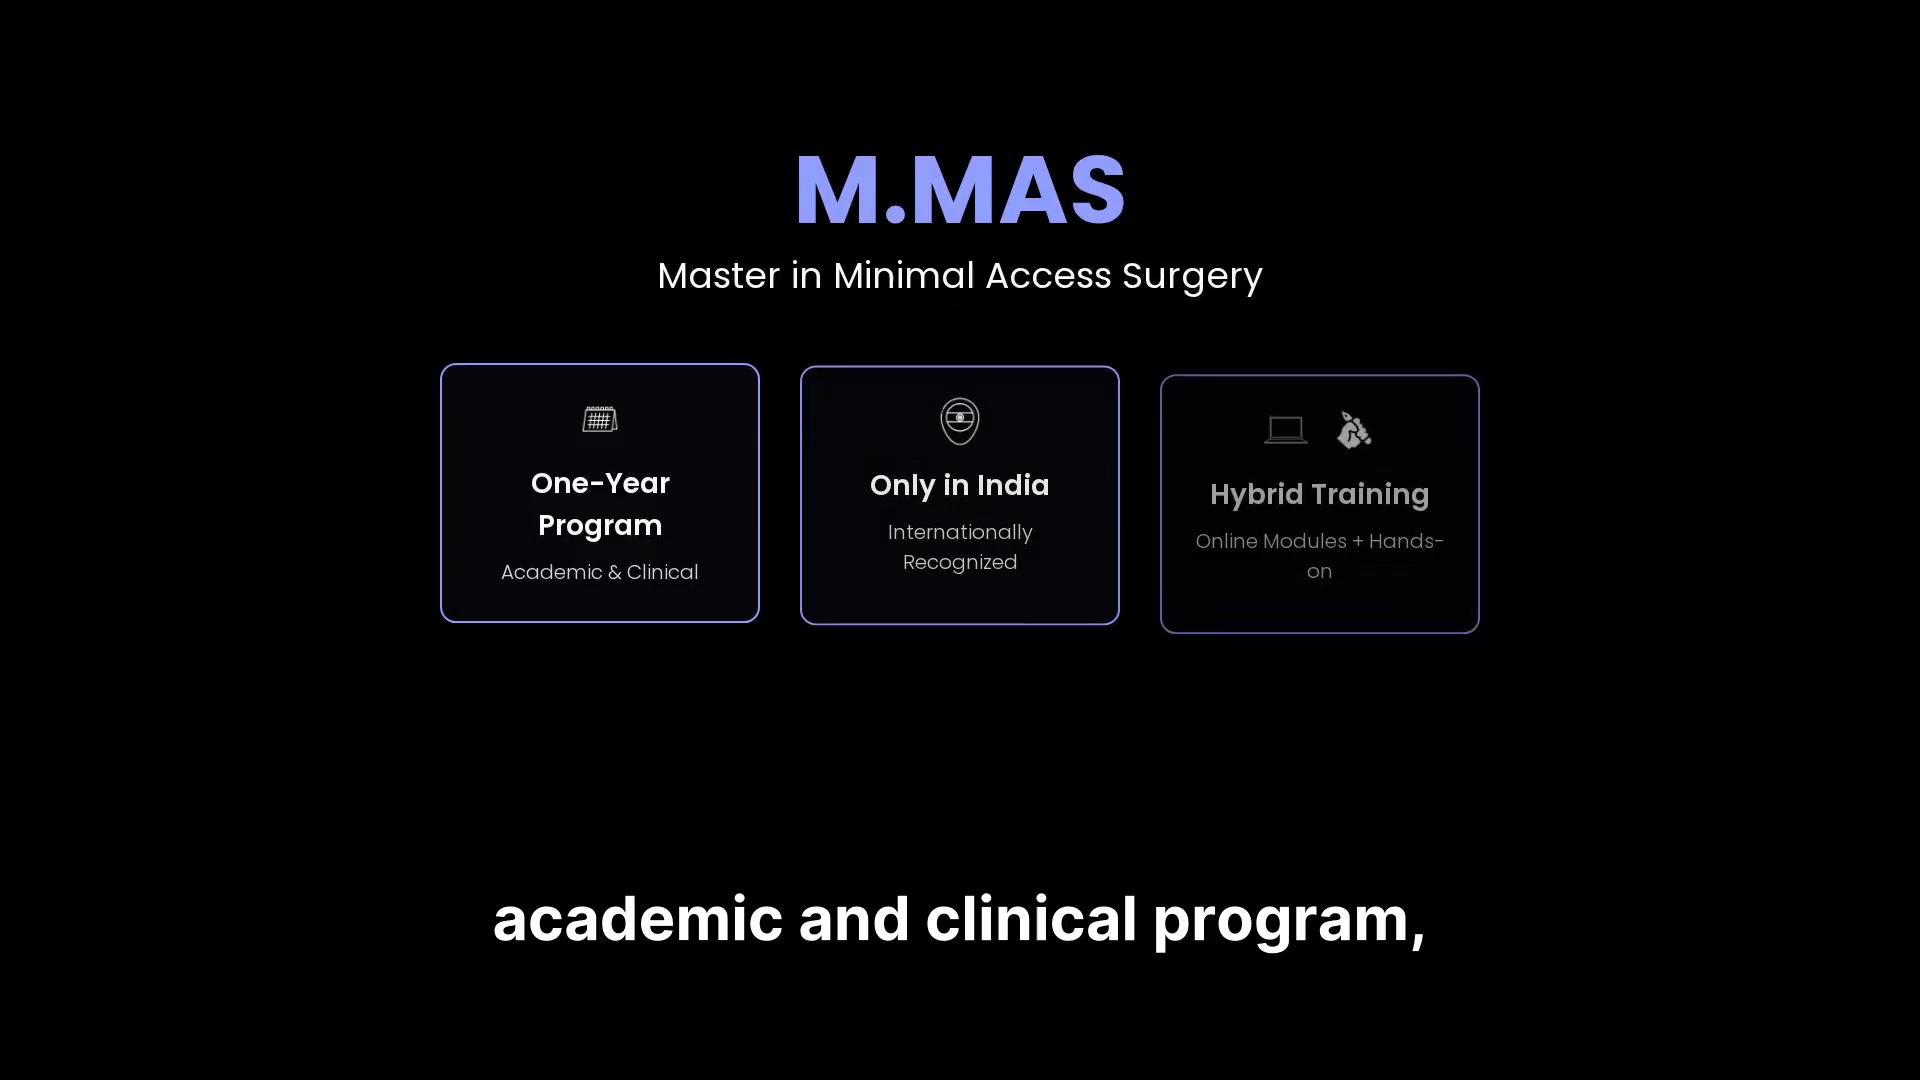 M.MAS
Master in Minimal Access Surgery
One-Year
Program
Academic & Clinical
Only in India
Internationally
Recognized
Hybrid Training
Online Modules + Hands-
on
academic and clinical program,